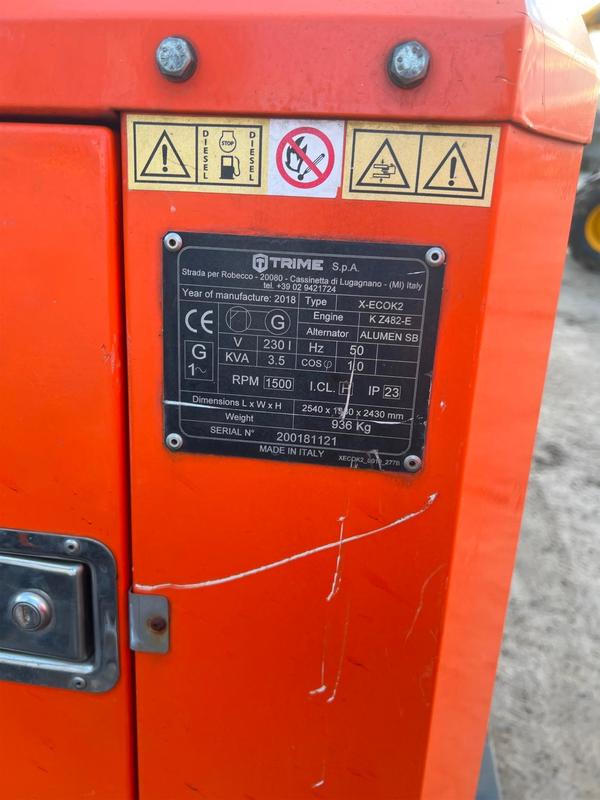 DIESEL STOP DIESEL
TRIME S.p.A.
Strada per Robecco - 20080 - Cassinetta di Lugagnano - (MI) Italy
tel. +39 02 9421724
Year of manufacture: 2018 Type X-ECOK2
Engine K Z482-E
CE G Alternator ALUMEN SB
V 230 I Hz 50
G 1~ KVA 3.5 COSφ 1.0
RPM 1500 I.CL. H IP 23
Dimensions L x W x H 2540 x mm 2430 mm
Weight 936 Kg
SERIAL N° 200181121
MADE IN ITALY